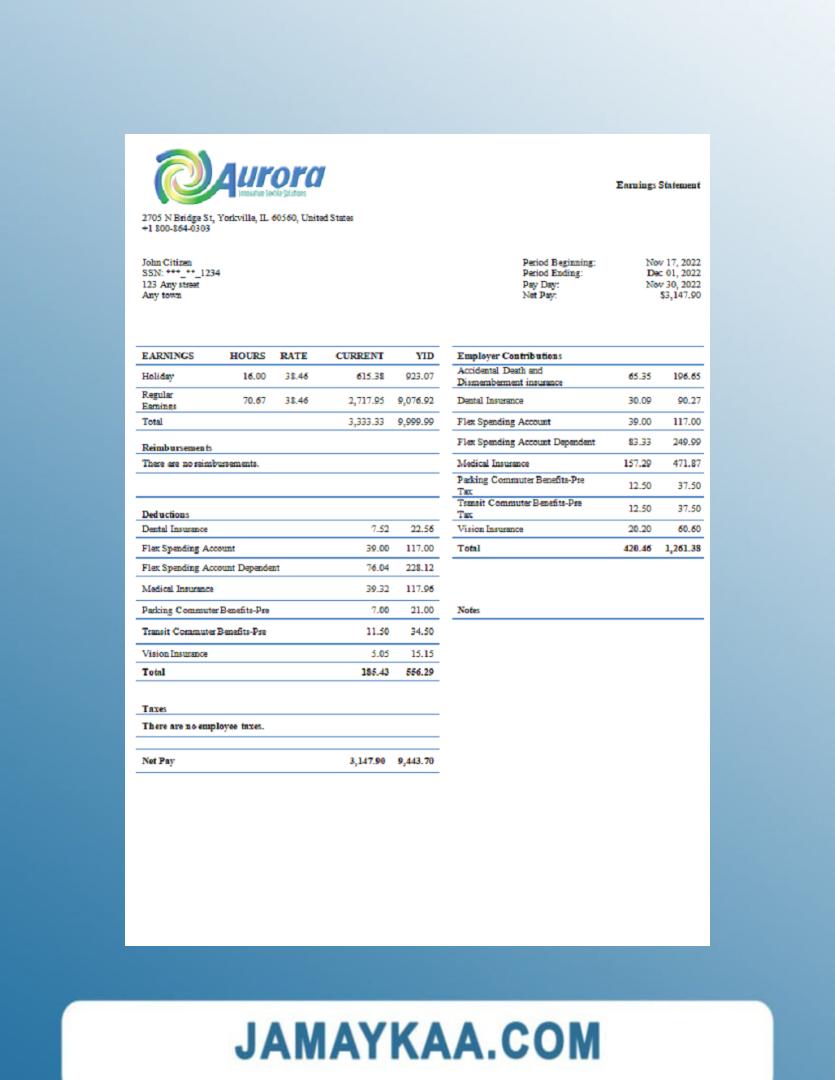 Aurora
Innovative Textile Solutions
Earnings Statement
2705 N Bridge St, Yorkville, IL 60560, United States
+1 800-864-0303
John Citizen
SSN: ***_**_1234
123 Any street
Any town
Period Beginning: Nov 17, 2022
Period Ending: Dec 01, 2022
Pay Day: Nov 30, 2022
Net Pay: $3,147.90
EARNINGS HOURS RATE CURRENT YID
Holiday 16.00 38.46 615.38 923.07
Regular
Earnings 70.67 38.46 2,717.95 9,076.92
Total 3,333.33 9,999.99
Reimbursements
There are no reimbursements.
Deductions
Dental Insurance 7.52 22.56
Flex Spending Account 39.00 117.00
Flex Spending Account Dependent 76.04 228.12
Medical Insurance 39.32 117.96
Parking Commuter Benefits-Pre 7.00 21.00
Transit Commuter Benefits-Pre 11.50 34.50
Vision Insurance 5.05 15.15
Total 185.43 556.29
Taxes
There are no employee taxes.
Net Pay 3,147.90 9,443.70
Employer Contributions
Accidental Death and
Dismemberment insurance 65.35 196.65
Dental Insurance 30.09 90.27
Flex Spending Account 39.00 117.00
Flex Spending Account Dependent 83.33 249.99
Medical Insurance 157.29 471.87
Parking Commuter Benefits-Pre
Tax 12.50 37.50
Transit Commuter Benefits-Pre
Tax 12.50 37.50
Vision Insurance 20.20 60.60
Total 420.46 1,261.38
Notes
JAMAYKAA.COM